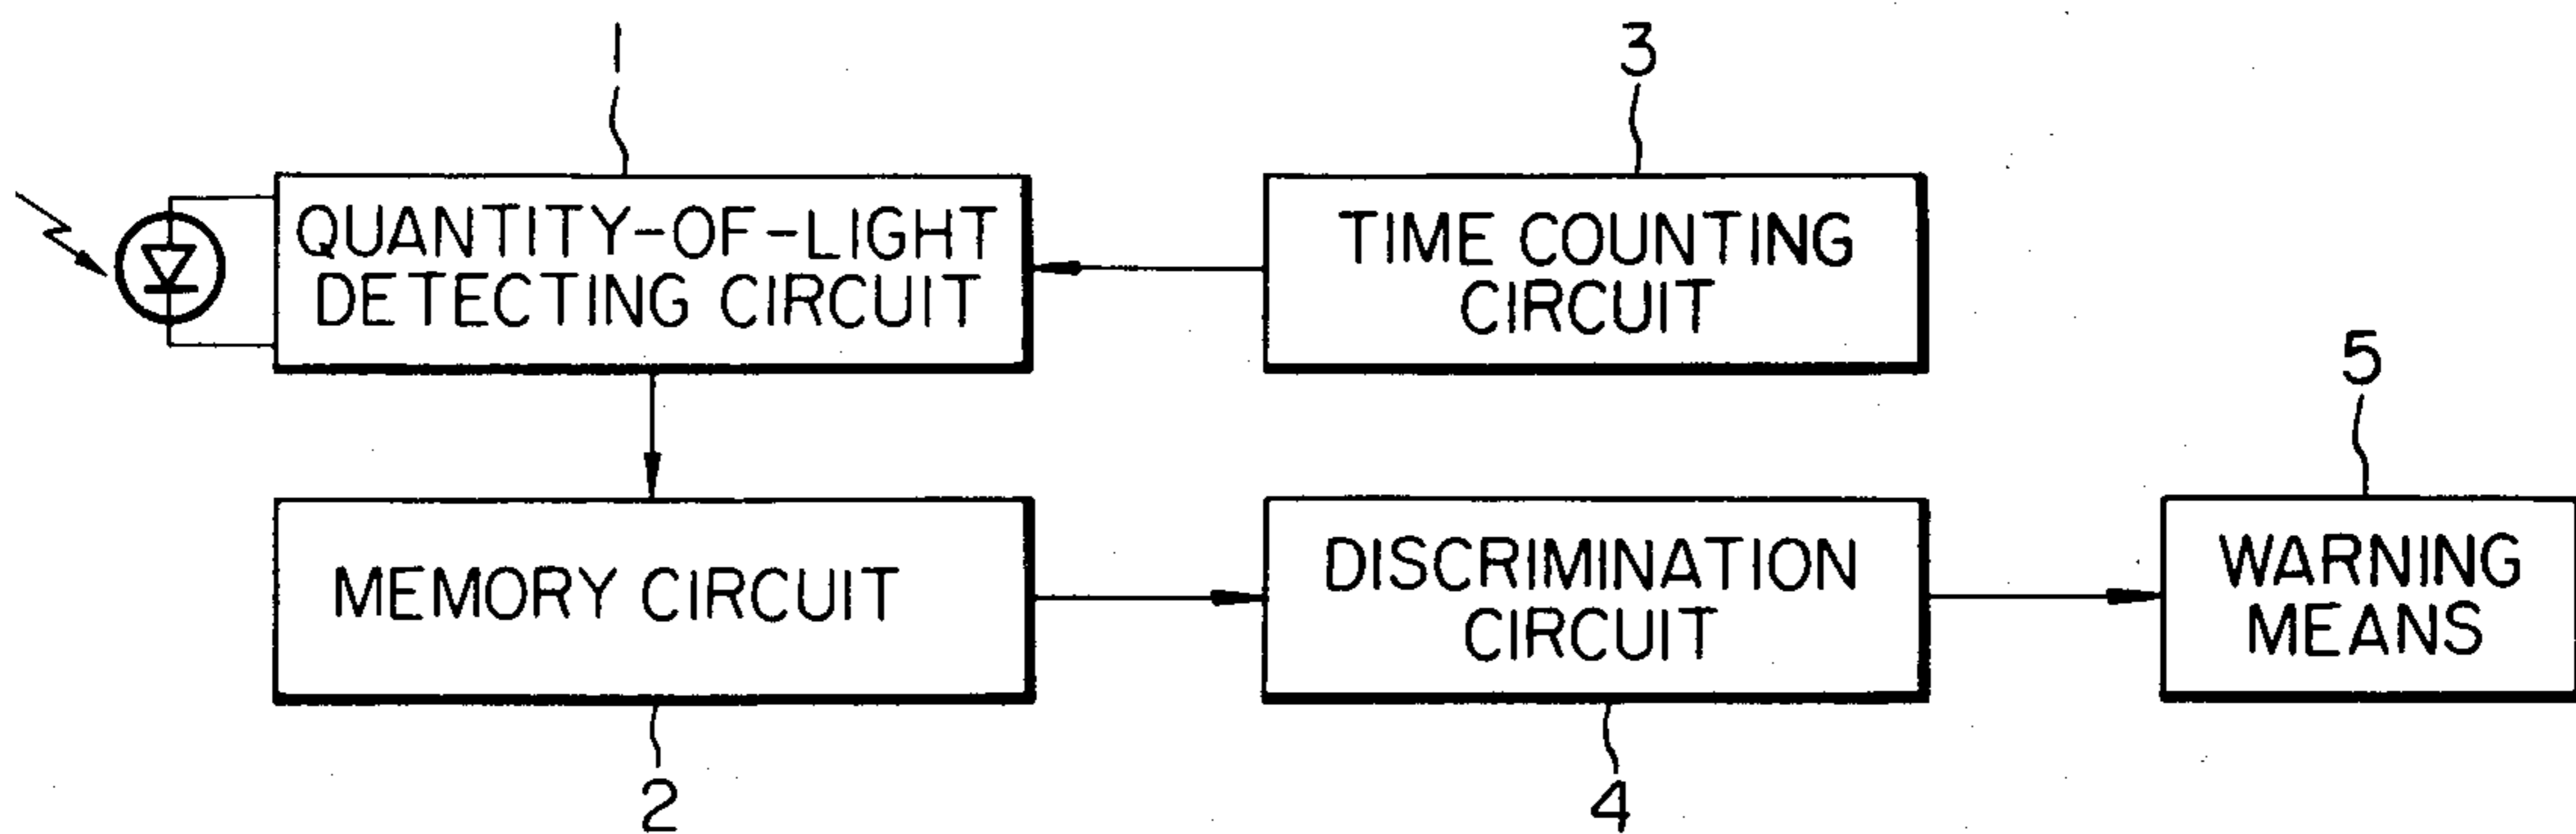 1
3
QUANTITY-OF-LIGHT
DETECTING CIRCUIT
TIME COUNTING
CIRCUIT
5
MEMORY CIRCUIT
DISCRIMINATION
CIRCUIT
WARNING
MEANS
2
4